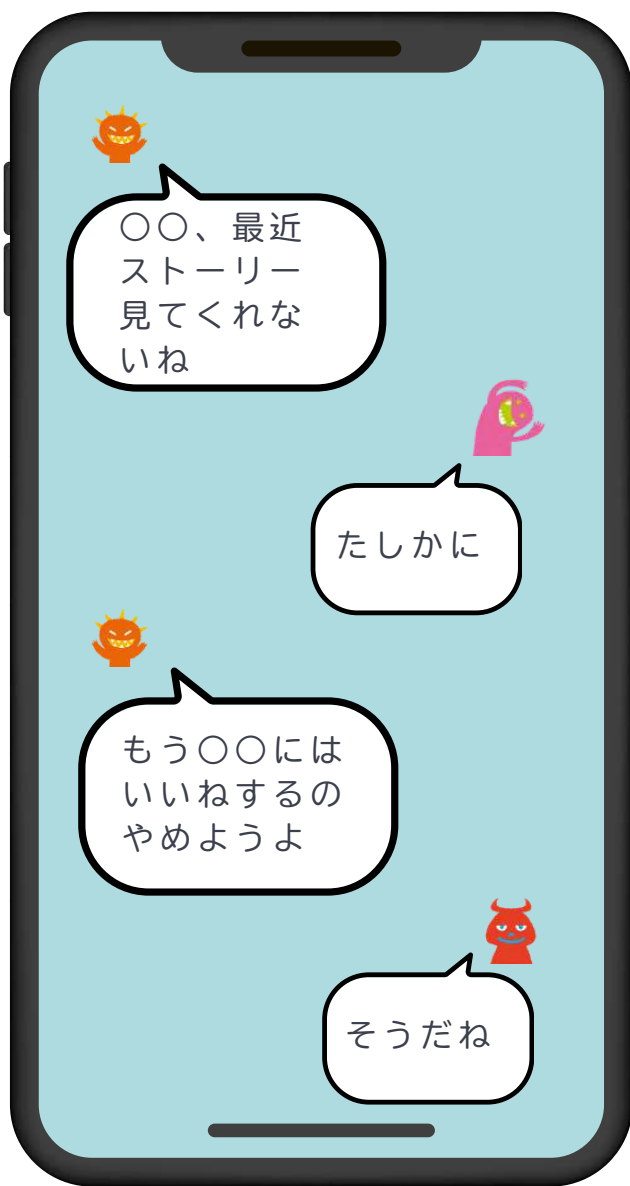 〇〇、最近
ストーリー
見てくれな
いね
たしかに
もう〇〇には
いいねするの
やめようよ
そうだね